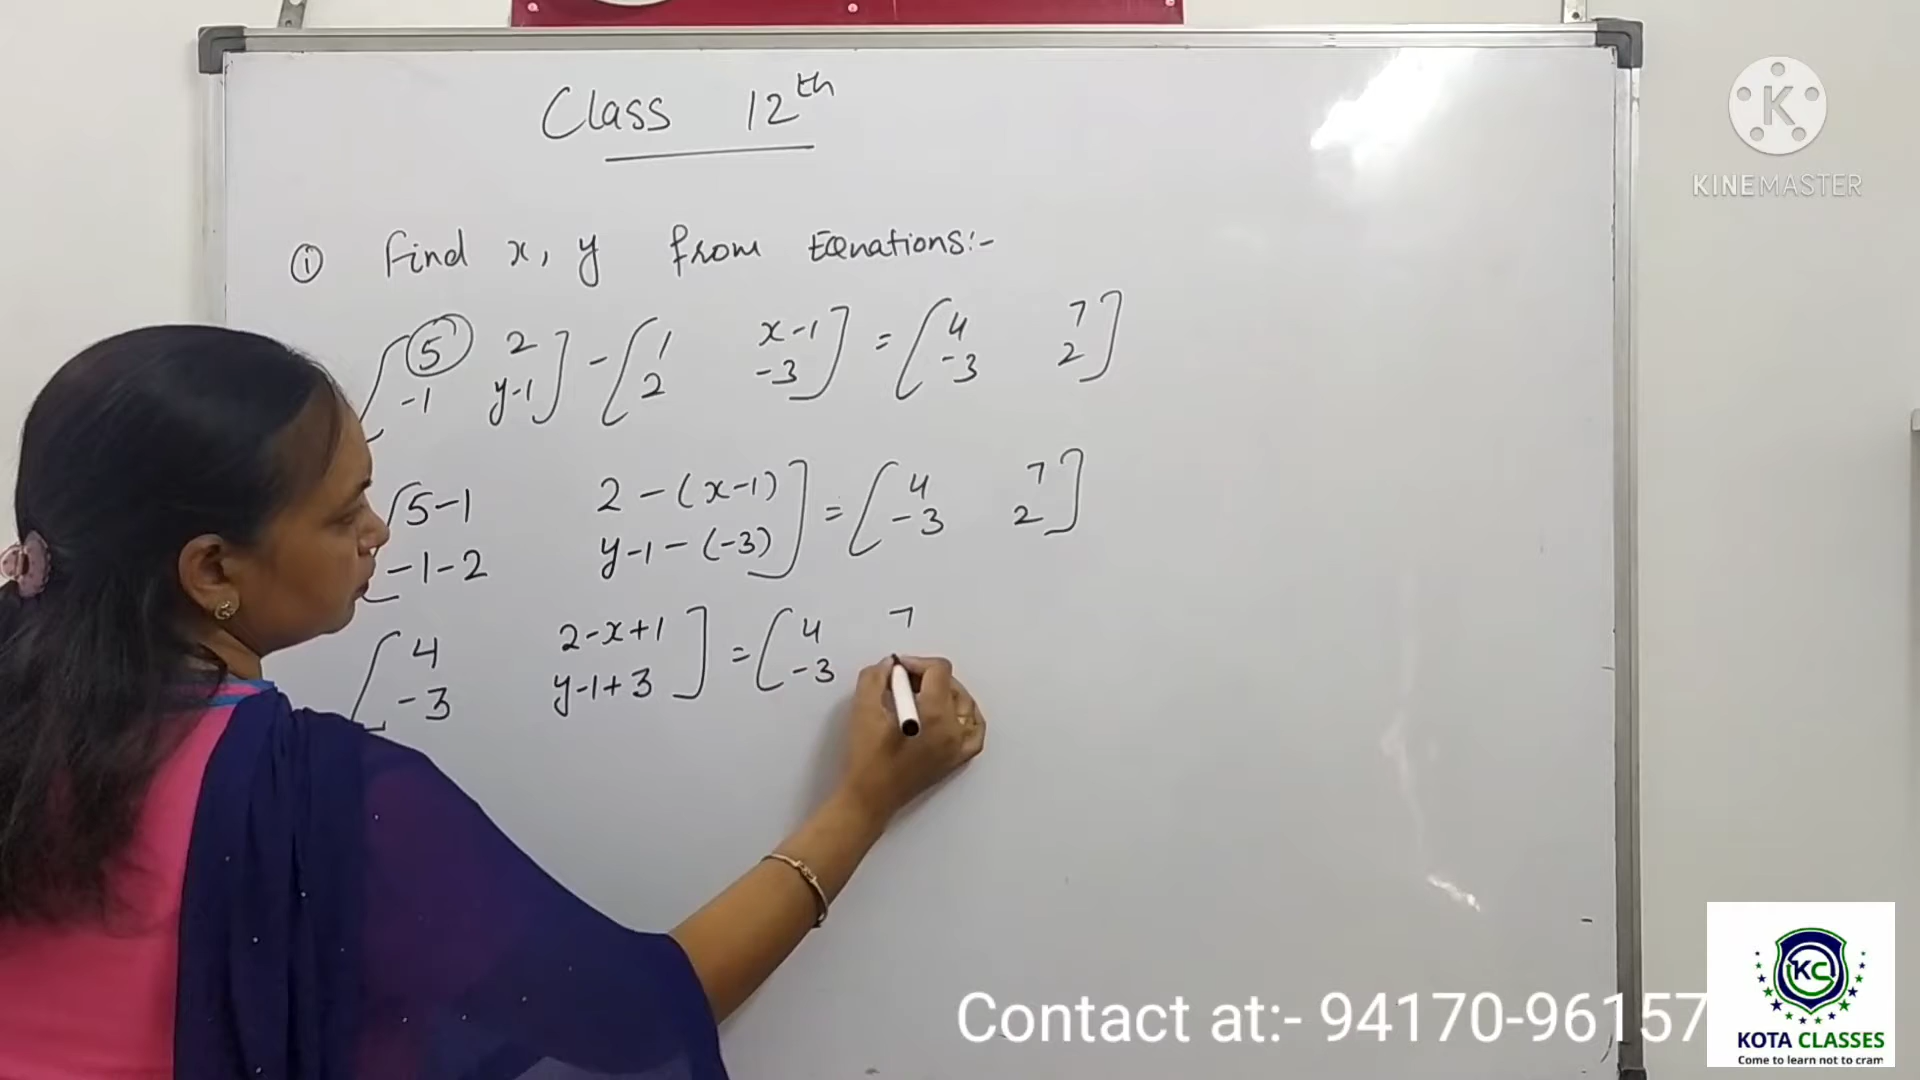 Class 12th
① Find x, y from Equations:-
[5 2] - [1 x-1] = [4 7]
[-1 y-1] [2 -3] [-3 2]
[5-1 2-(x-1)] = [4 7]
[-1-2 y-1-(-3)] [-3 2]
[4 2-x+1] = [4 7
[-3 y-1+3] [-3
K
KINEMASTER
Contact at:- 94170-96157
KC
KOTA CLASSES
Come to learn not to cram